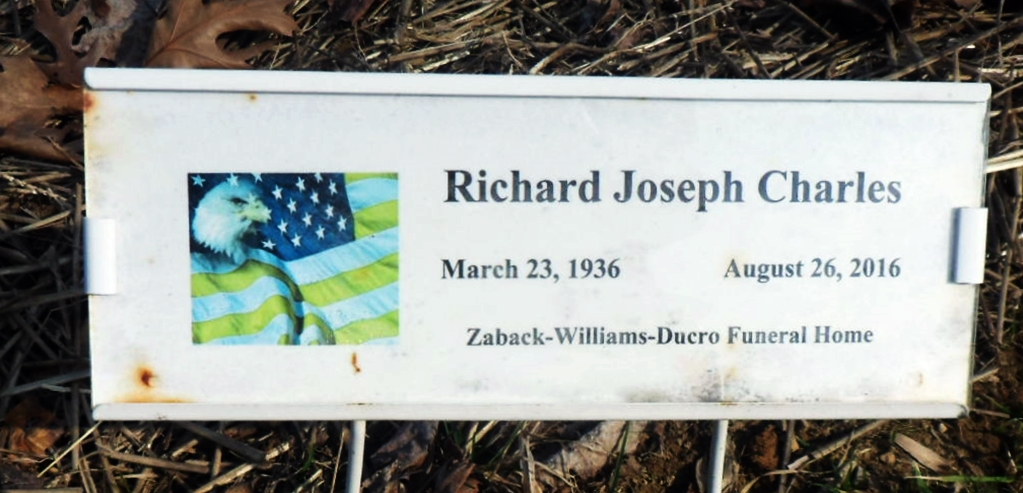 Richard Joseph Charles
March 23, 1936 August 26, 2016
Zaback-Williams-Ducro Funeral Home